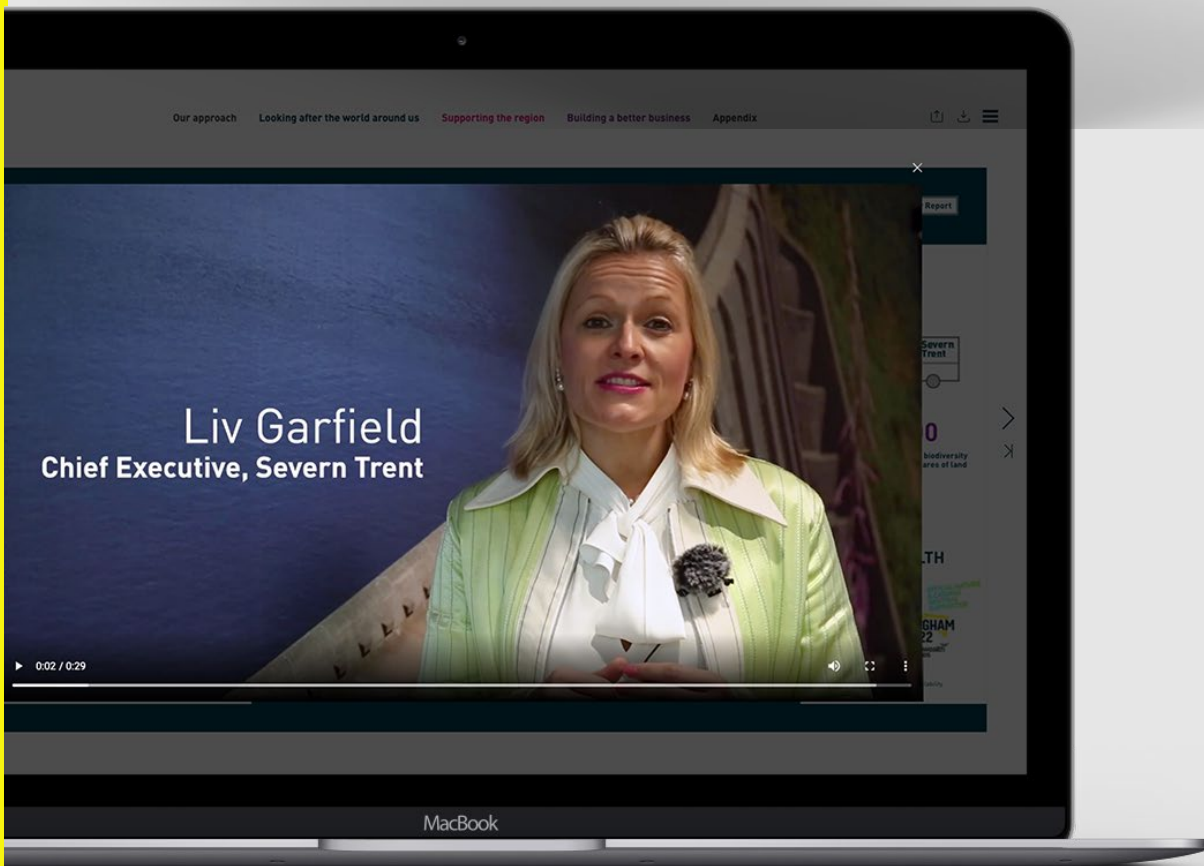 Our approach Looking after the world around us Supporting the region Building a better business Appendix
Report
Liv Garfield
Chief Executive, Severn Trent
Severn
Trent
0
biodiversity
ares of land
LTH
GHAM
22
0:02 / 0:29
MacBook